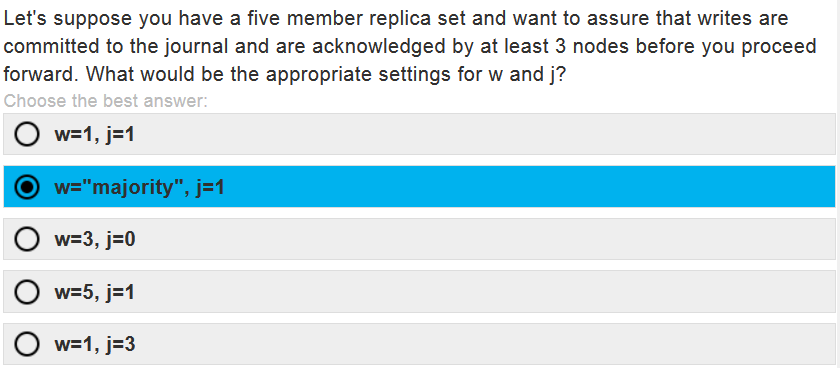 Let's suppose you have a five member replica set and want to assure that writes are
committed to the journal and are acknowledged by at least 3 nodes before you proceed
forward. What would be the appropriate settings for w and j?
Choose the best answer:
w=1, j=1
w="majority", j=1
w=3, j=0
w=5, j=1
w=1, j=3